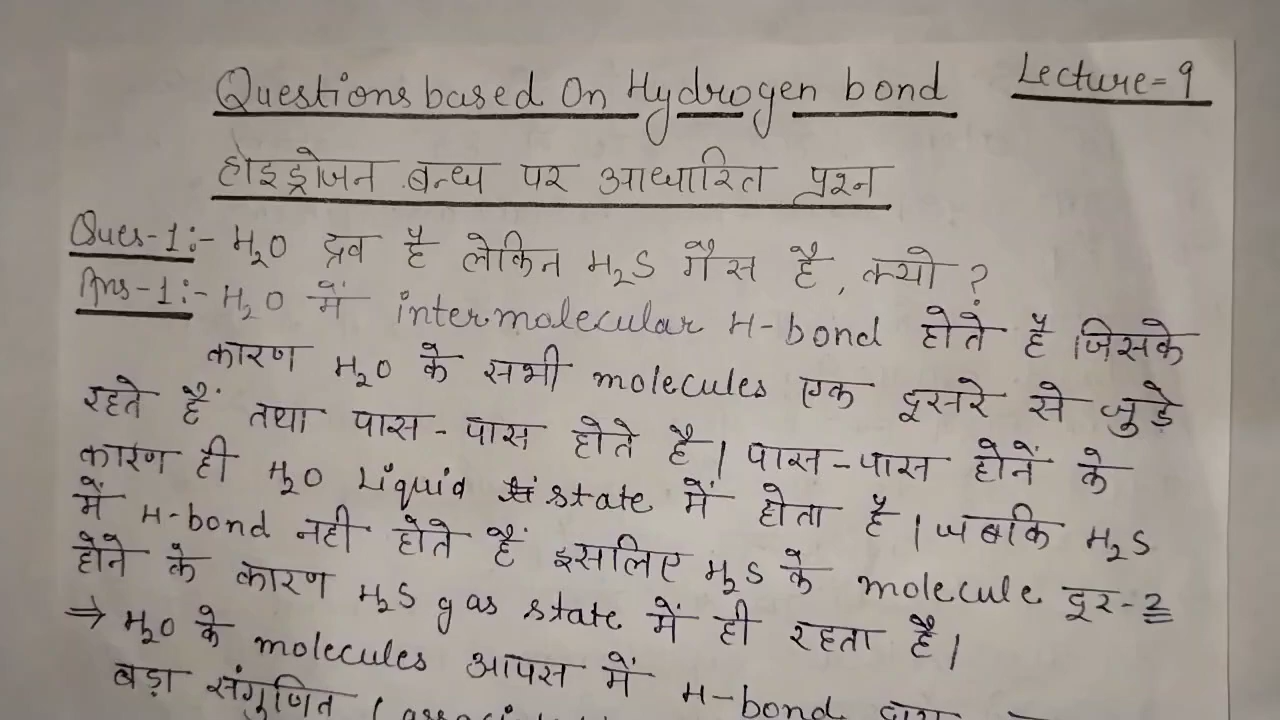 Questions based On Hydrogen bond
Lecture-9
हाइड्रोजन बन्ध पर आधारित प्रश्न
Ques-1:- H₂O द्रव है लेकिन H₂S गैस है, क्यो ?
Ans-1:- H₂O में intermolecular H-bond होते है जिसके
कारण H₂O के सभी molecules एक दूसरे से जुड़े
रहते हैं तथा पास-पास होते है। पास-पास होनें के
कारण ही H₂O Liquid state में होता है। जबकि H₂S
में H-bond नही होते हैं इसलिए H₂S के molecule दूर-2
होने के कारण H₂S gas state में ही रहता है।
⇒ H₂O के molecules आपस में H-bond द्वारा
बड़ा संगुणित (